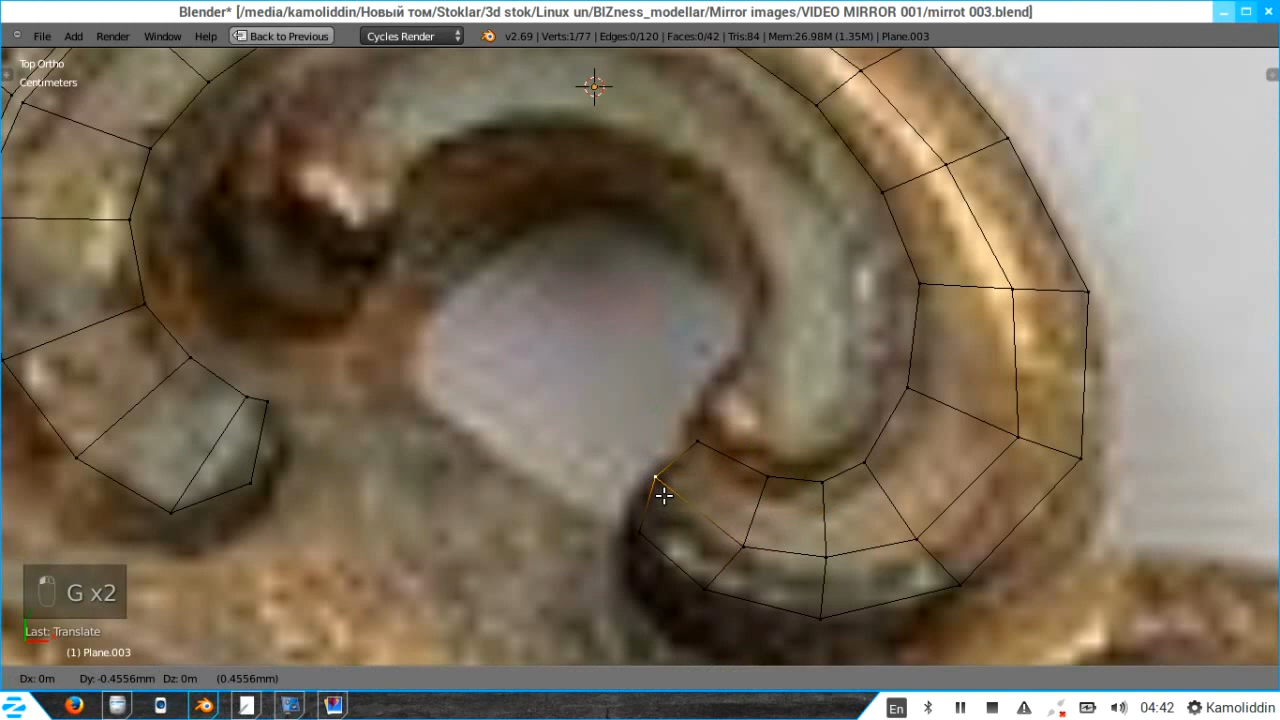 Blender* [/media/kamoliddin/Новый том/Stoklar/3d stok/Linux un/BIZness_modellar/Mirror images/VIDEO MIRROR 001/mirrot 003.blend]
File Add Render Window Help Back to Previous Cycles Render v2.69 | Verts:1/77 | Edges:0/120 | Faces:0/42 | Tris:84 | Mem:26.98M (1.35M) | Plane.003
Top Ortho
Centimeters
G x2
Last: Translate
(1) Plane.003
Dx: 0m Dy: -0.4556mm Dz: 0m (0.4556mm)
En 04:42 Kamoliddin